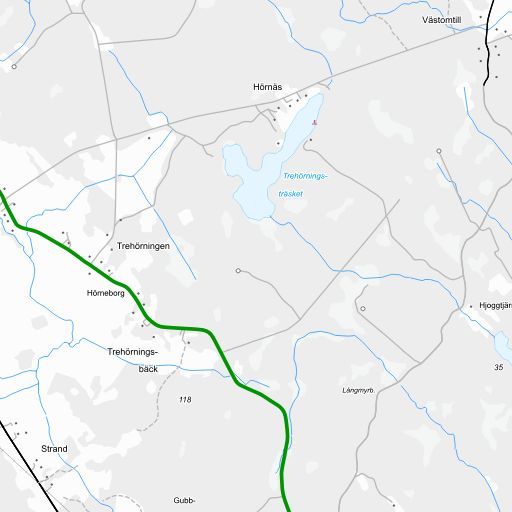 Västomtill
Hörnäs
Trehörnings-
träsket
Trehörningen
Hörneborg
Hjoggtjär
Trehörnings-
bäck
35
Långmyrb.
118
Strand
Gubb-